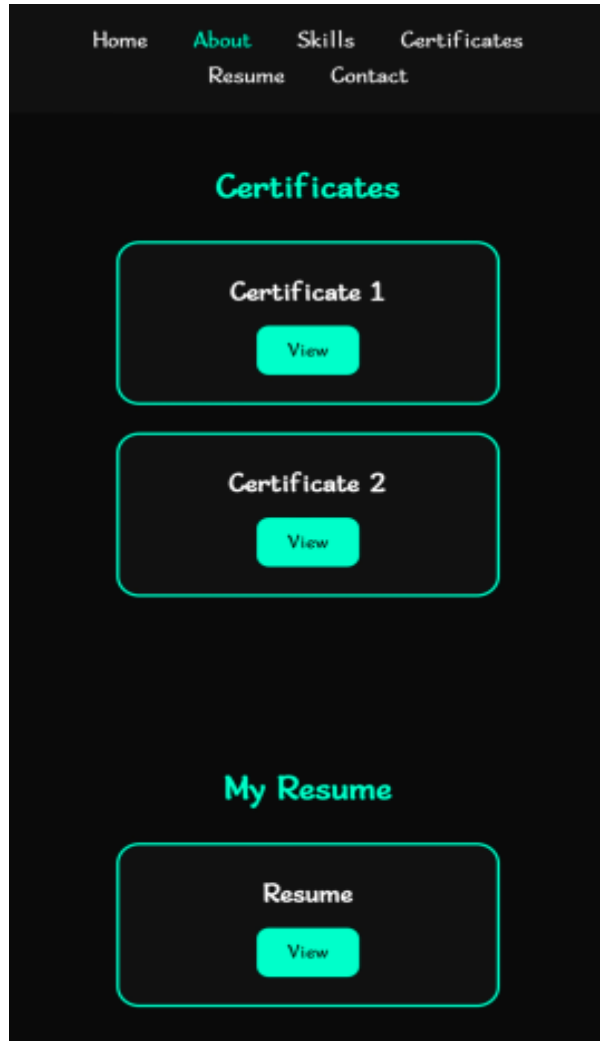 Home About Skills Certificates
Resume Contact
Certificates
Certificate 1
View
Certificate 2
View
My Resume
Resume
View